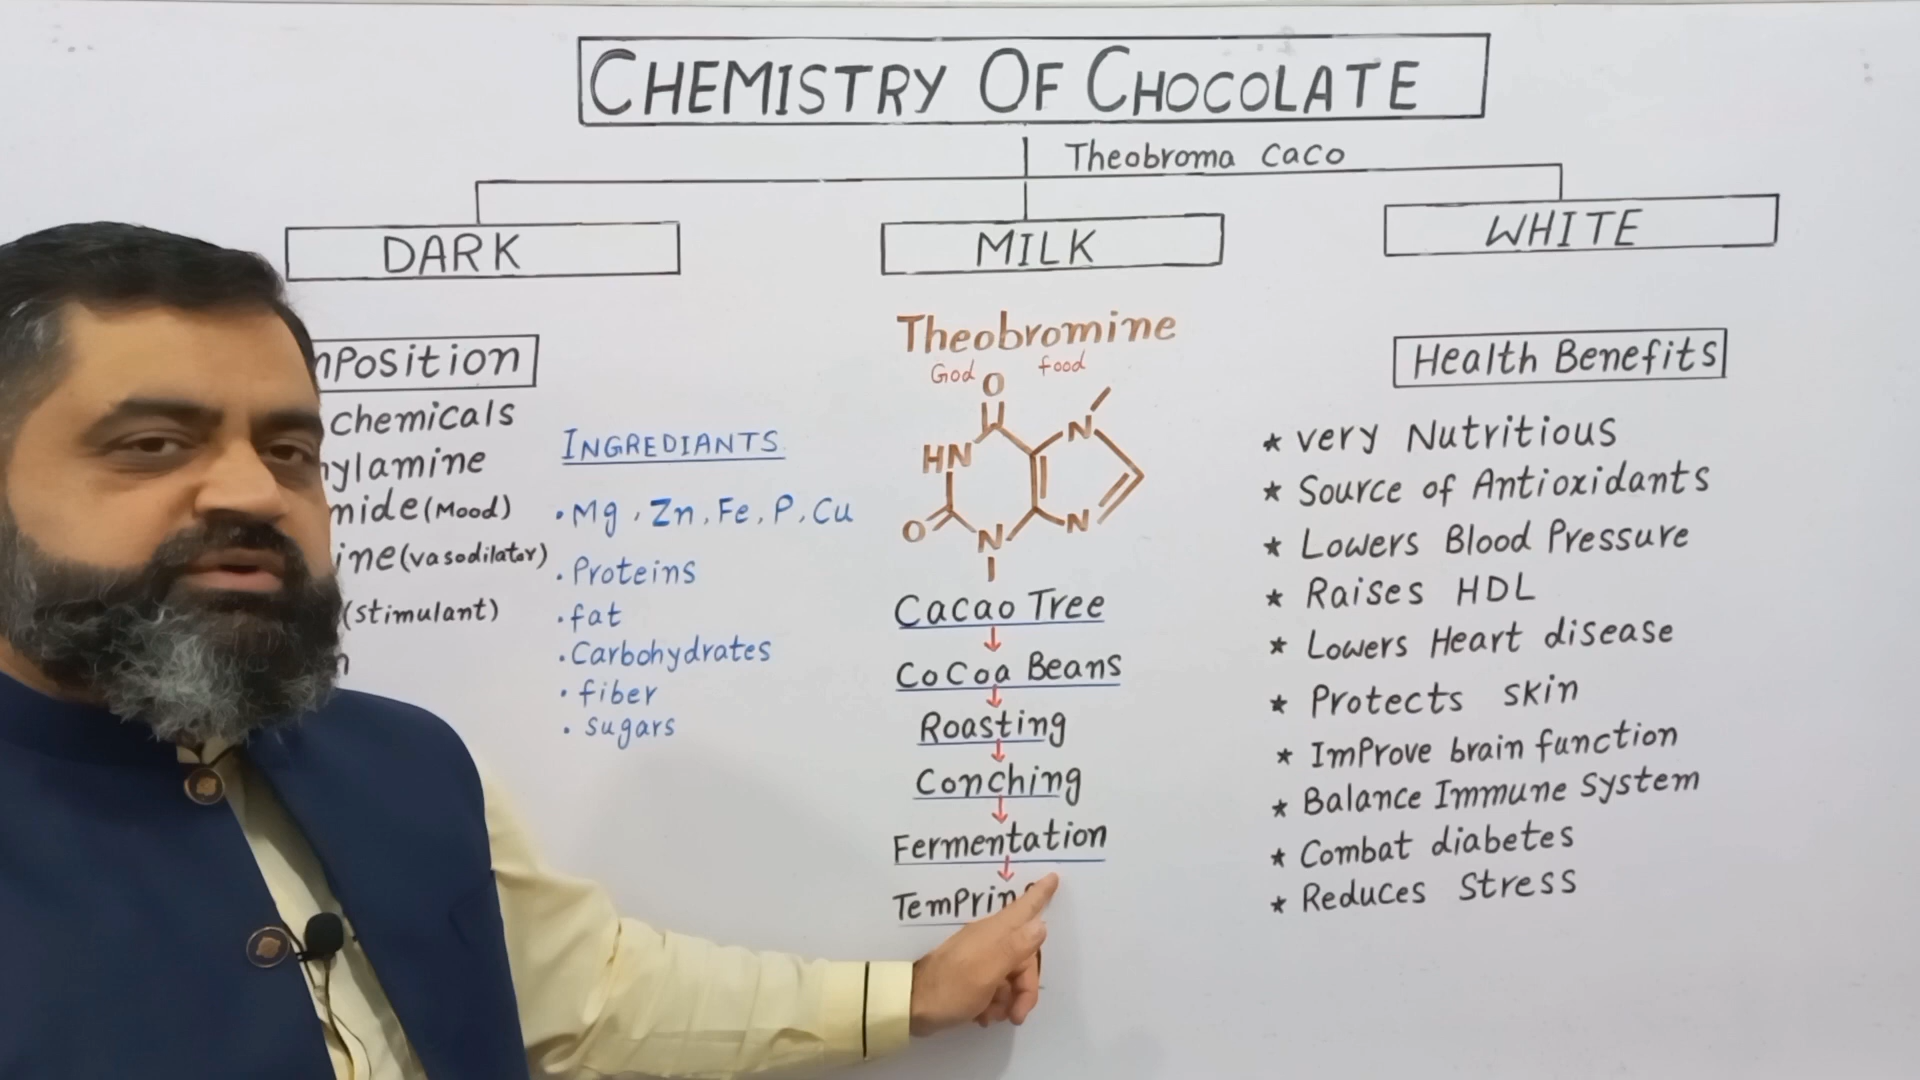 CHEMISTRY OF CHOCOLATE
Theobroma caco
DARK
MILK
WHITE
mPosition
chemicals
ylamine
mide (Mood)
ine (vasodilator)
(stimulant)
n
INGREDIANTS
• Mg, Zn, Fe, P, Cu
• Proteins
• fat
• Carbohydrates
• fiber
• sugars
Theobromine
God food
O
N
HN
O
N
N
Cacao Tree
CoCoa Beans
Roasting
Conching
Fermentation
TemPrin
Health Benefits
★ very Nutritious
★ Source of Antioxidants
★ Lowers Blood Pressure
★ Raises HDL
★ Lowers Heart disease
★ Protects skin
★ ImProve brain function
★ Balance Immune System
★ Combat diabetes
★ Reduces Stress